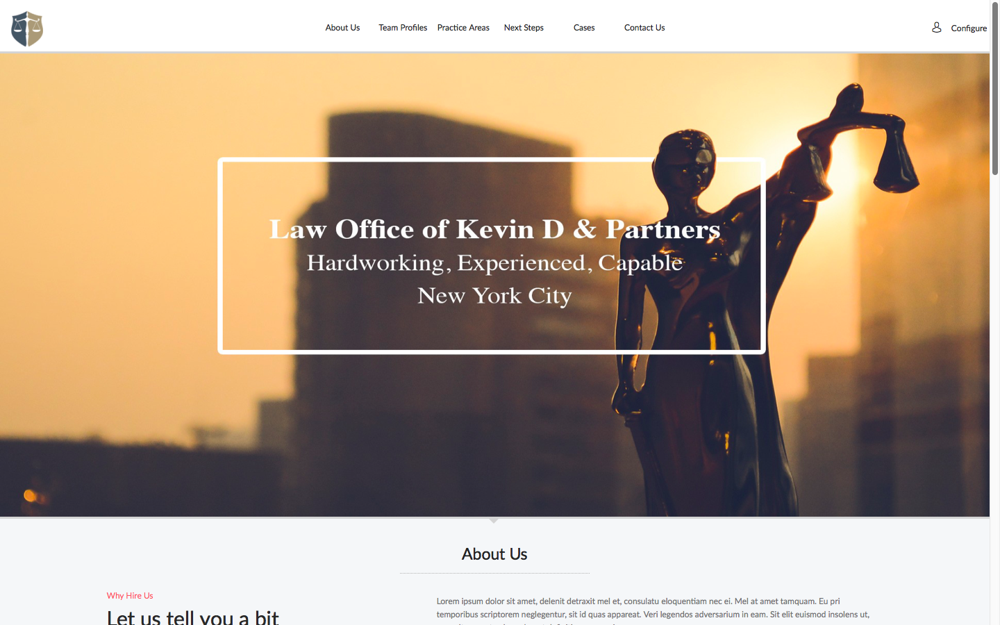 About Us
Team Profiles
Practice Areas
Next Steps
Cases
Contact Us
Configure
Law Office of Kevin D & Partners
Hardworking, Experienced, Capable
New York City
About Us
Why Hire Us
Let us tell you a bit
Lorem ipsum dolor sit amet, delenit detraxit mel et, consulatu eloquentiam nec ei. Mel at amet tamquam. Eu pri
temporibus scriptorem neglegentur, sit id quas appareat. Veri legendos adversarium in eam. Sit elit euismod insolens ut,